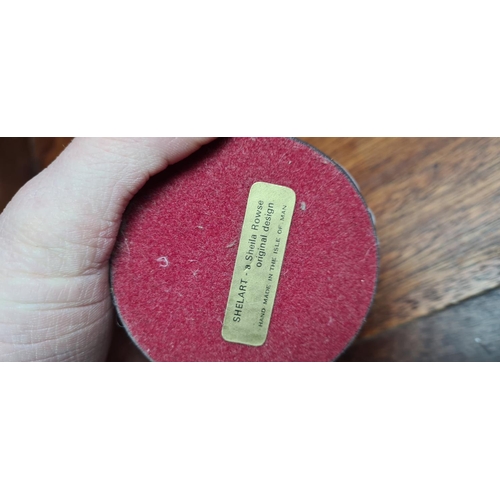 SHELART - a Sheila Rowse
original design.
HAND MADE IN THE ISLE OF MAN.